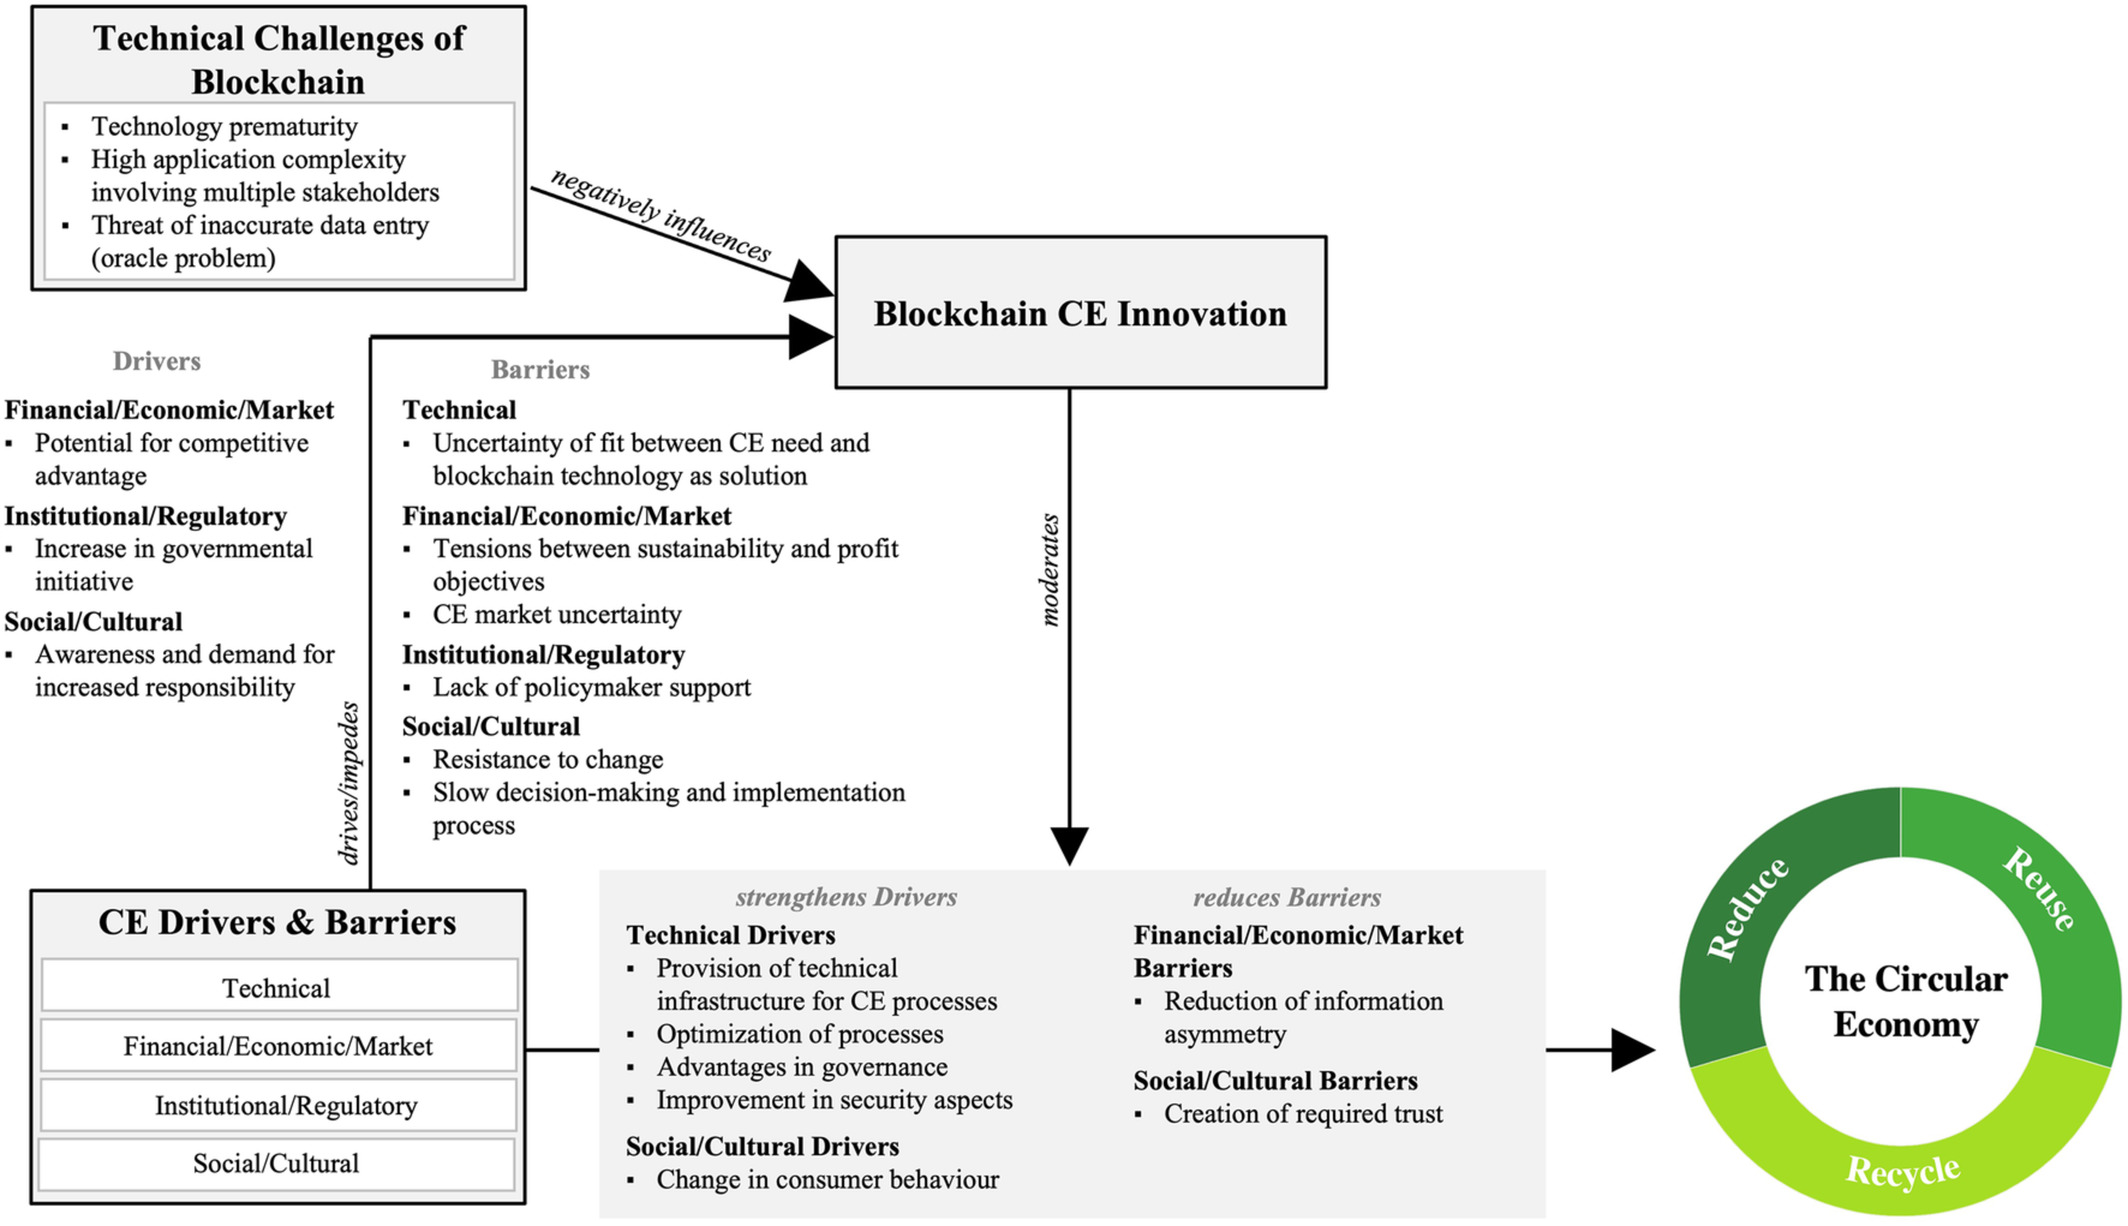 Technical Challenges of
Blockchain
▪ Technology prematurity
▪ High application complexity
involving multiple stakeholders
▪ Threat of inaccurate data entry
(oracle problem)
negatively influences
Blockchain CE Innovation
Drivers
Financial/Economic/Market
▪ Potential for competitive
advantage
Institutional/Regulatory
▪ Increase in governmental
initiative
Social/Cultural
▪ Awareness and demand for
increased responsibility
drives/impedes
Barriers
Technical
▪ Uncertainty of fit between CE need and
blockchain technology as solution
Financial/Economic/Market
▪ Tensions between sustainability and profit
objectives
▪ CE market uncertainty
Institutional/Regulatory
▪ Lack of policymaker support
Social/Cultural
▪ Resistance to change
▪ Slow decision-making and implementation
process
moderates
CE Drivers & Barriers
Technical
Financial/Economic/Market
Institutional/Regulatory
Social/Cultural
strengthens Drivers
Technical Drivers
▪ Provision of technical
infrastructure for CE processes
▪ Optimization of processes
▪ Advantages in governance
▪ Improvement in security aspects
Social/Cultural Drivers
▪ Change in consumer behaviour
reduces Barriers
Financial/Economic/Market
Barriers
▪ Reduction of information
asymmetry
Social/Cultural Barriers
▪ Creation of required trust
Reduce
Reuse
The Circular
Economy
Recycle